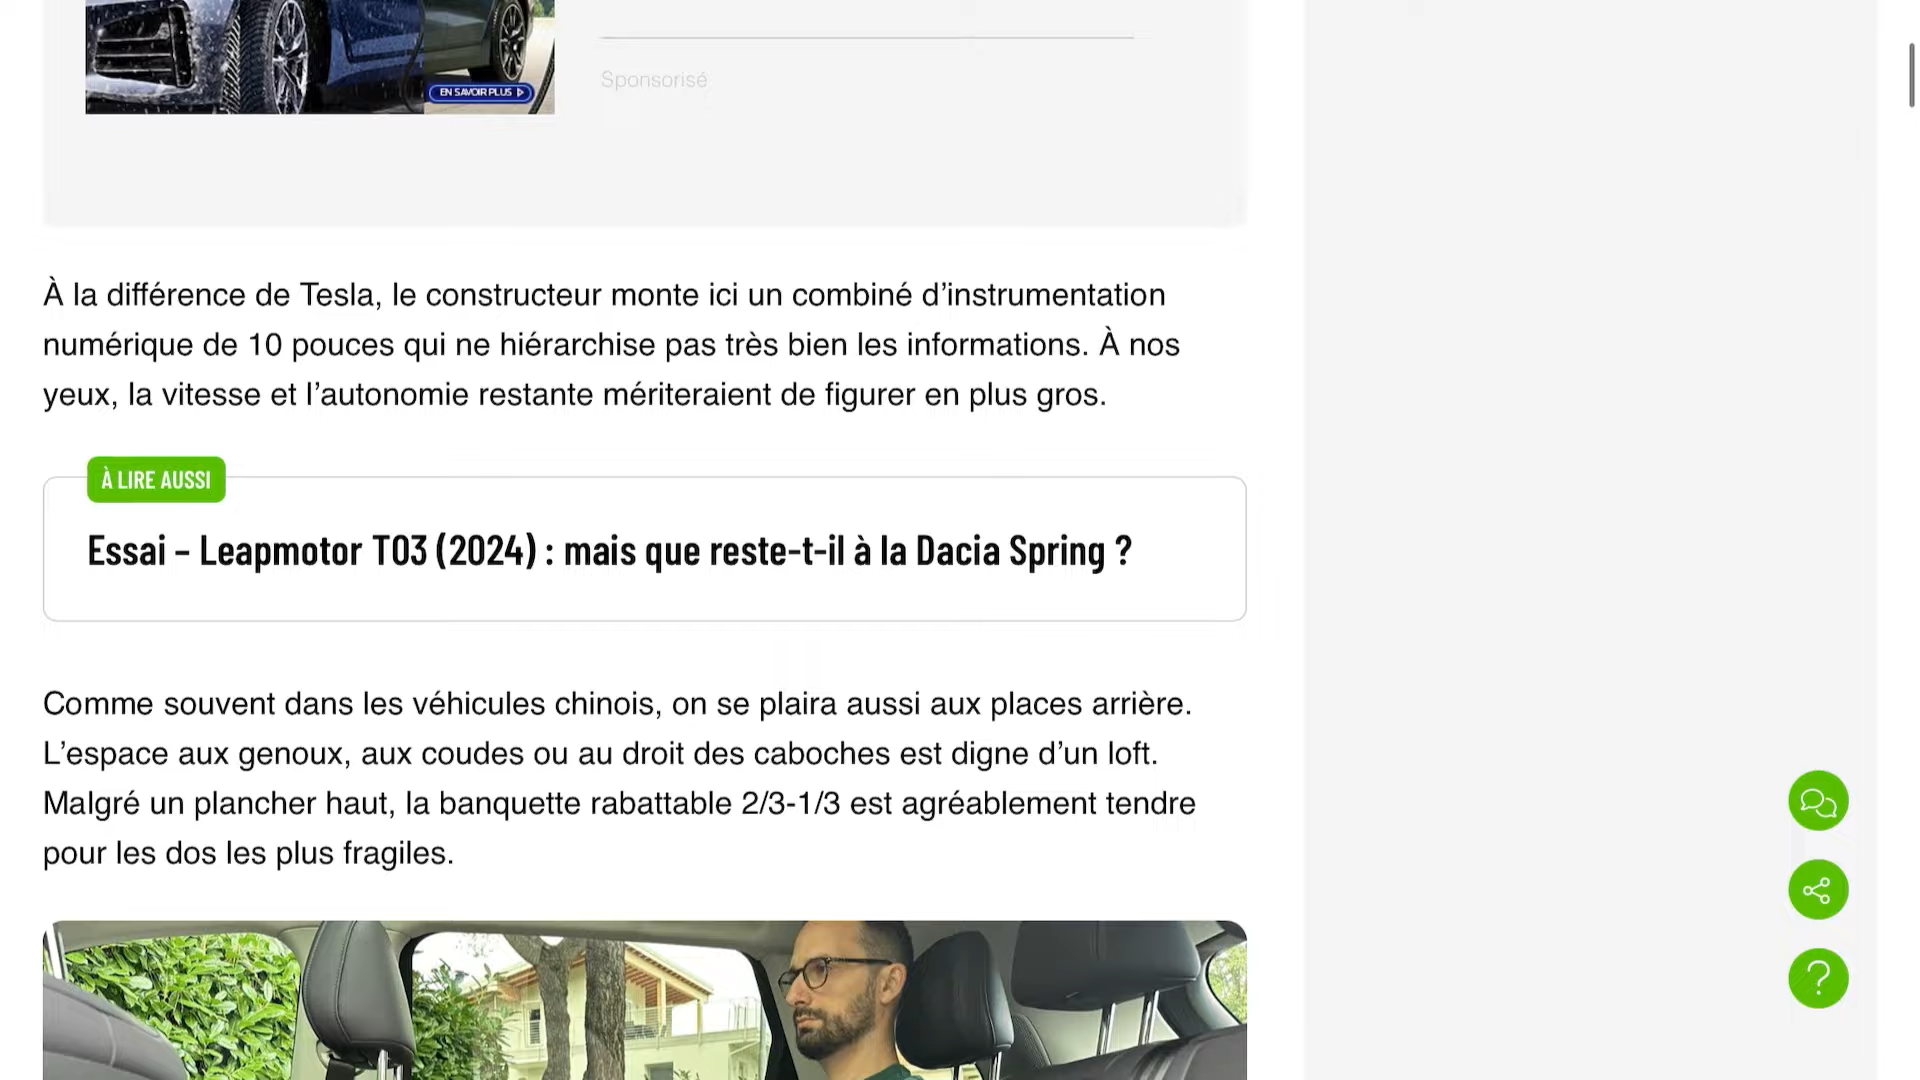 EN SAVOIR PLUS
Sponsorisé
À la différence de Tesla, le constructeur monte ici un combiné d’instrumentation
numérique de 10 pouces qui ne hiérarchise pas très bien les informations. À nos
yeux, la vitesse et l’autonomie restante mériteraient de figurer en plus gros.
À LIRE AUSSI
Essai – Leapmotor T03 (2024) : mais que reste-t-il à la Dacia Spring ?
Comme souvent dans les véhicules chinois, on se plaira aussi aux places arrière.
L’espace aux genoux, aux coudes ou au droit des caboches est digne d’un loft.
Malgré un plancher haut, la banquette rabattable 2/3-1/3 est agréablement tendre
pour les dos les plus fragiles.